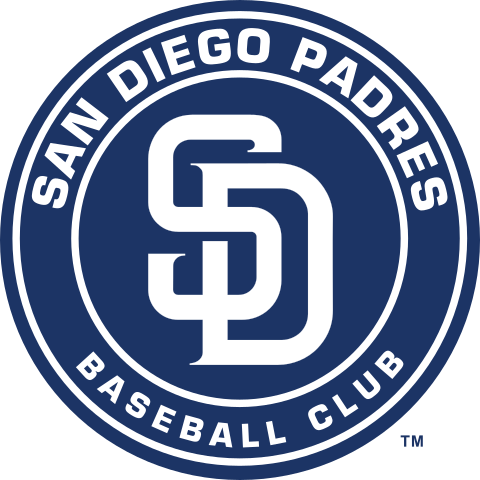 SAN DIEGO PADRES
SD
BASEBALL CLUB
TM